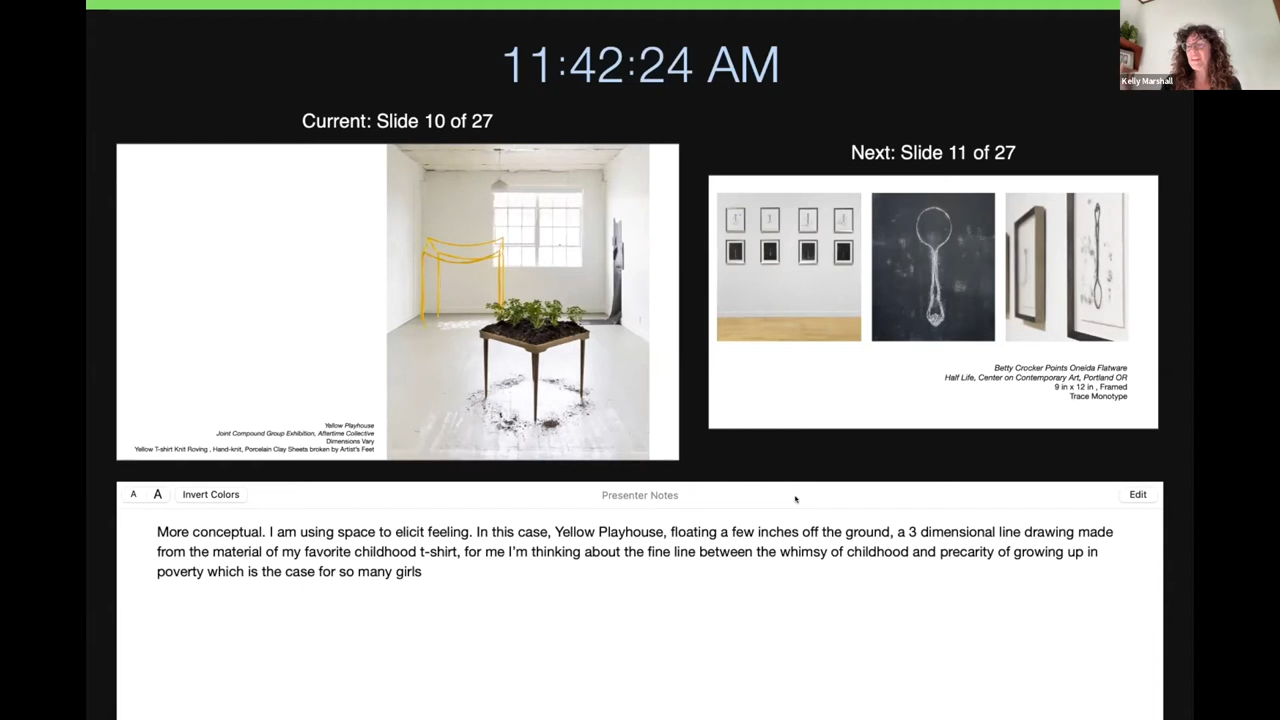 11:42:24 AM
Kelly Marshall
Current: Slide 10 of 27
Next: Slide 11 of 27
Yellow Playhouse
Joint Compound Group Exhibition, Aftertime Collective
Dimensions Vary
Yellow T-shirt Knit Roving , Hand-knit, Porcelain Clay Sheets broken by Artist's Feet
Betty Crocker Points Oneida Flatware
Half Life, Center on Contemporary Art, Portland OR
9 in x 12 in , Framed
Trace Monotype
A A Invert Colors
Presenter Notes
Edit
More conceptual. I am using space to elicit feeling. In this case, Yellow Playhouse, floating a few inches off the ground, a 3 dimensional line drawing made
from the material of my favorite childhood t-shirt, for me I'm thinking about the fine line between the whimsy of childhood and precarity of growing up in
poverty which is the case for so many girls